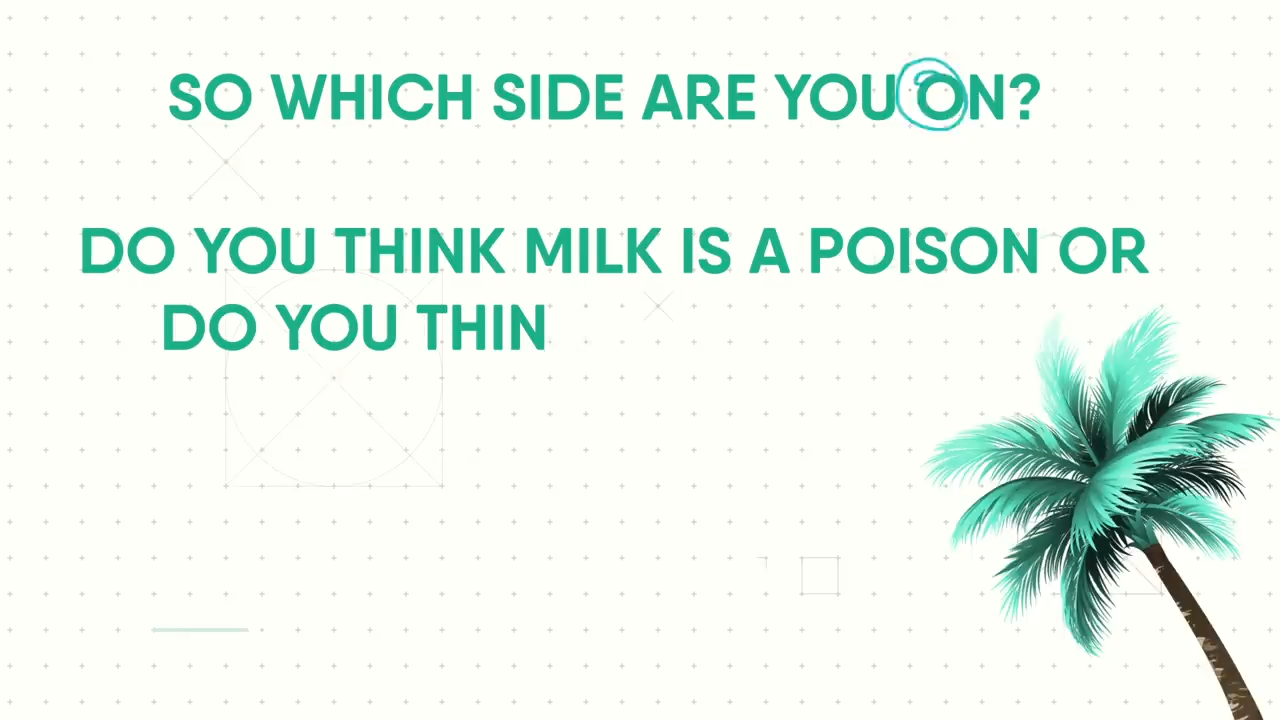 SO WHICH SIDE ARE YOU ON?
DO YOU THINK MILK IS A POISON OR
DO YOU THIN